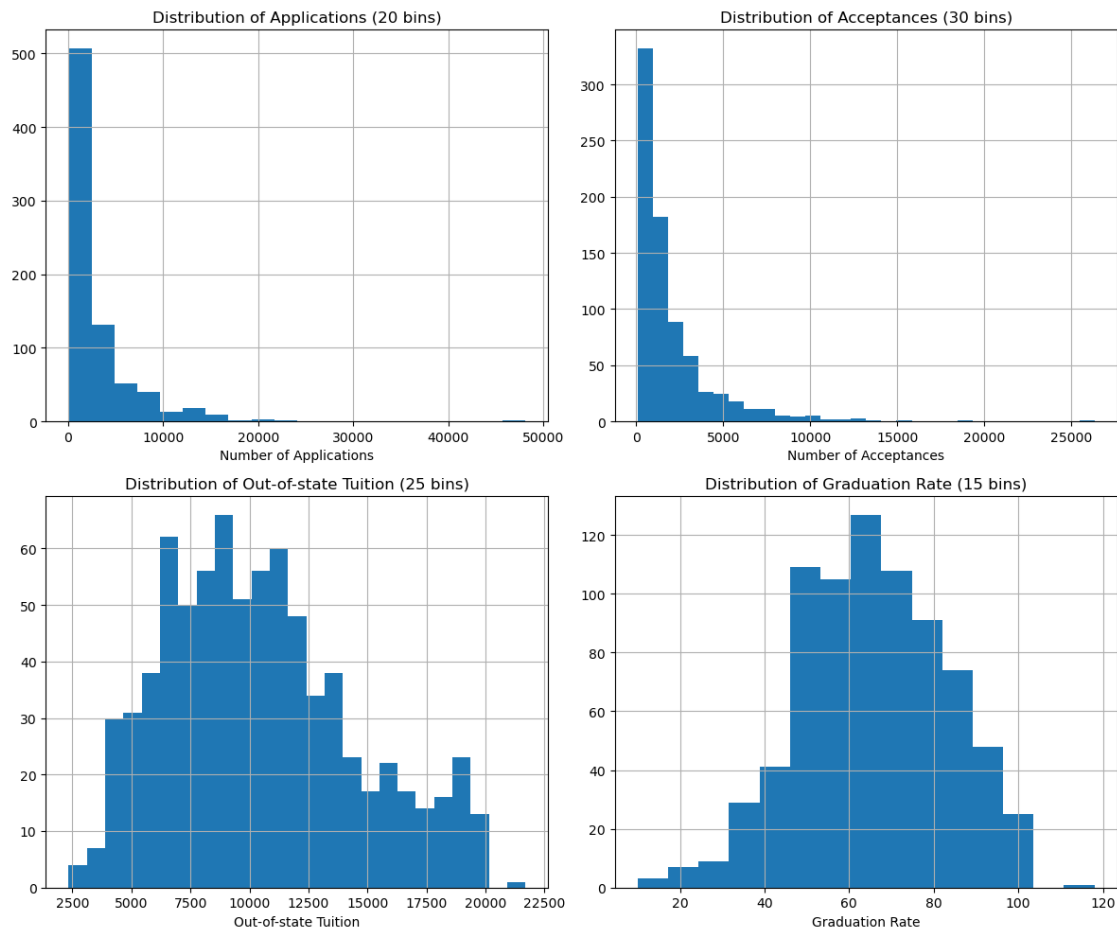 Distribution of Applications (20 bins)
500
400
300
200
100
0
0 10000 20000 30000 40000 50000
Number of Applications
Distribution of Acceptances (30 bins)
300
250
200
150
100
50
0
0 5000 10000 15000 20000 25000
Number of Acceptances
Distribution of Out-of-state Tuition (25 bins)
60
50
40
30
20
10
0
2500 5000 7500 10000 12500 15000 17500 20000 22500
Out-of-state Tuition
Distribution of Graduation Rate (15 bins)
120
100
80
60
40
20
0
20 40 60 80 100 120
Graduation Rate